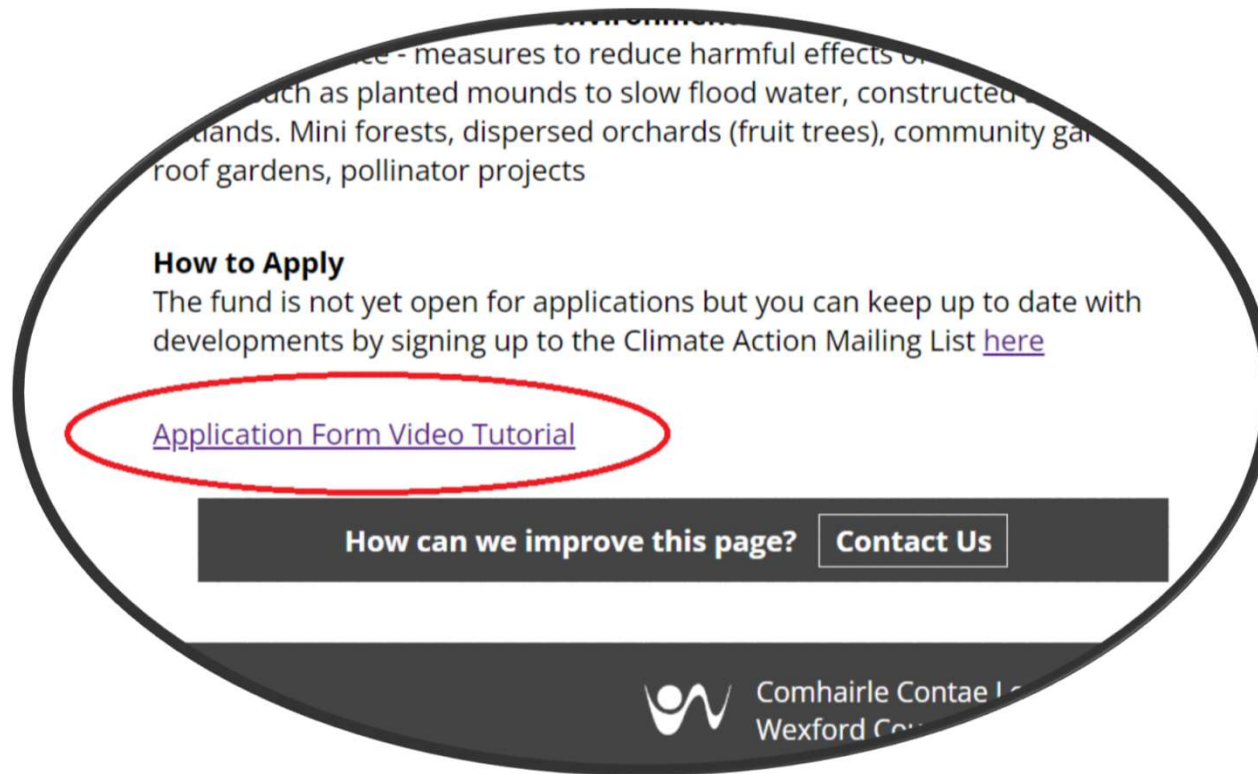 - measures to reduce harmful effects
as planted mounds to slow flood water, constructed
Mini forests, dispersed orchards (fruit trees), community
roof gardens, pollinator projects
How to Apply
The fund is not yet open for applications but you can keep up to date with
developments by signing up to the Climate Action Mailing List here
Application Form Video Tutorial
How can we improve this page? Contact Us
Comhairle Contae
Wexford